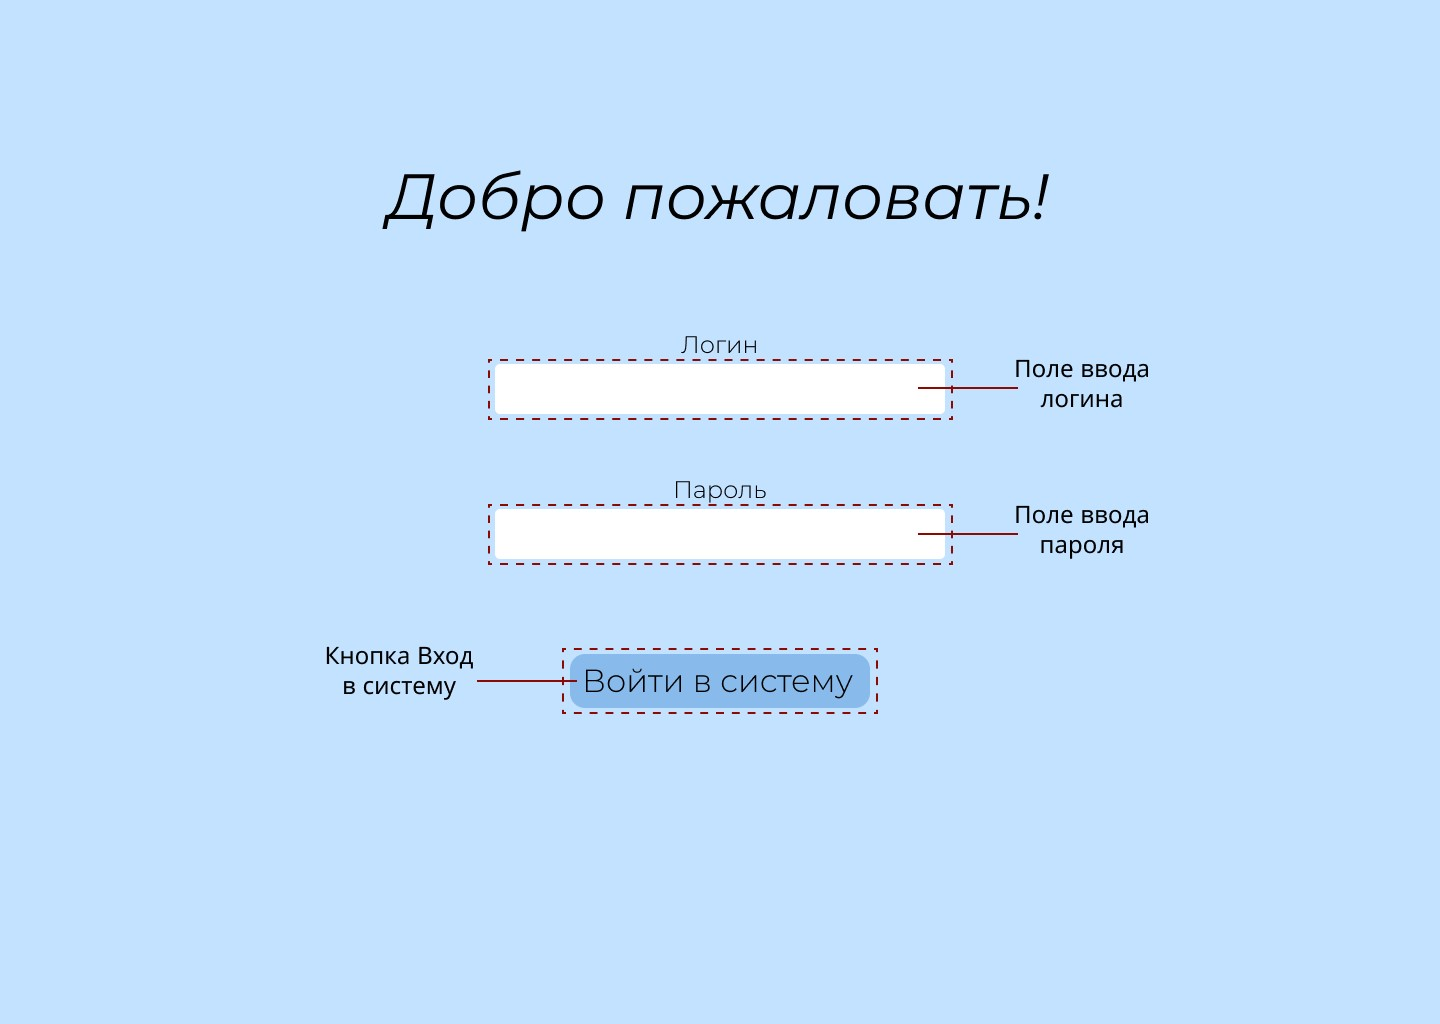 Добро пожаловать!
Логин
Поле ввода
логина
Пароль
Поле ввода
пароля
Кнопка Вход
в систему
Войти в систему